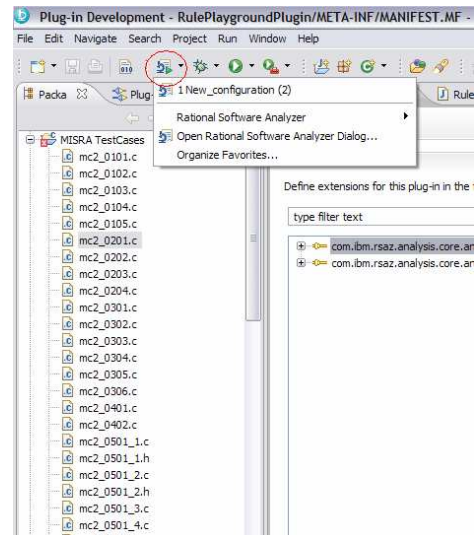 Plug-in Development - RulePlaygroundPlugin/META-INF/MANIFEST.MF -
File Edit Navigate Search Project Run Window Help
Packa Plug- Rule
1 New_configuration (2)
Rational Software Analyzer
Open Rational Software Analyzer Dialog...
Organize Favorites...
MISRA TestCases
mc2_0101.c
mc2_0102.c
mc2_0103.c
Define extensions for this plug-in in the
mc2_0104.c
mc2_0105.c
type filter text
mc2_0201.c
com.ibm.rsaz.analysis.core.an
mc2_0202.c
com.ibm.rsaz.analysis.core.an
mc2_0203.c
mc2_0204.c
mc2_0301.c
mc2_0302.c
mc2_0303.c
mc2_0304.c
mc2_0305.c
mc2_0306.c
mc2_0401.c
mc2_0402.c
mc2_0501_1.c
mc2_0501_1.h
mc2_0501_2.c
mc2_0501_2.h
mc2_0501_3.c
mc2_0501_4.c